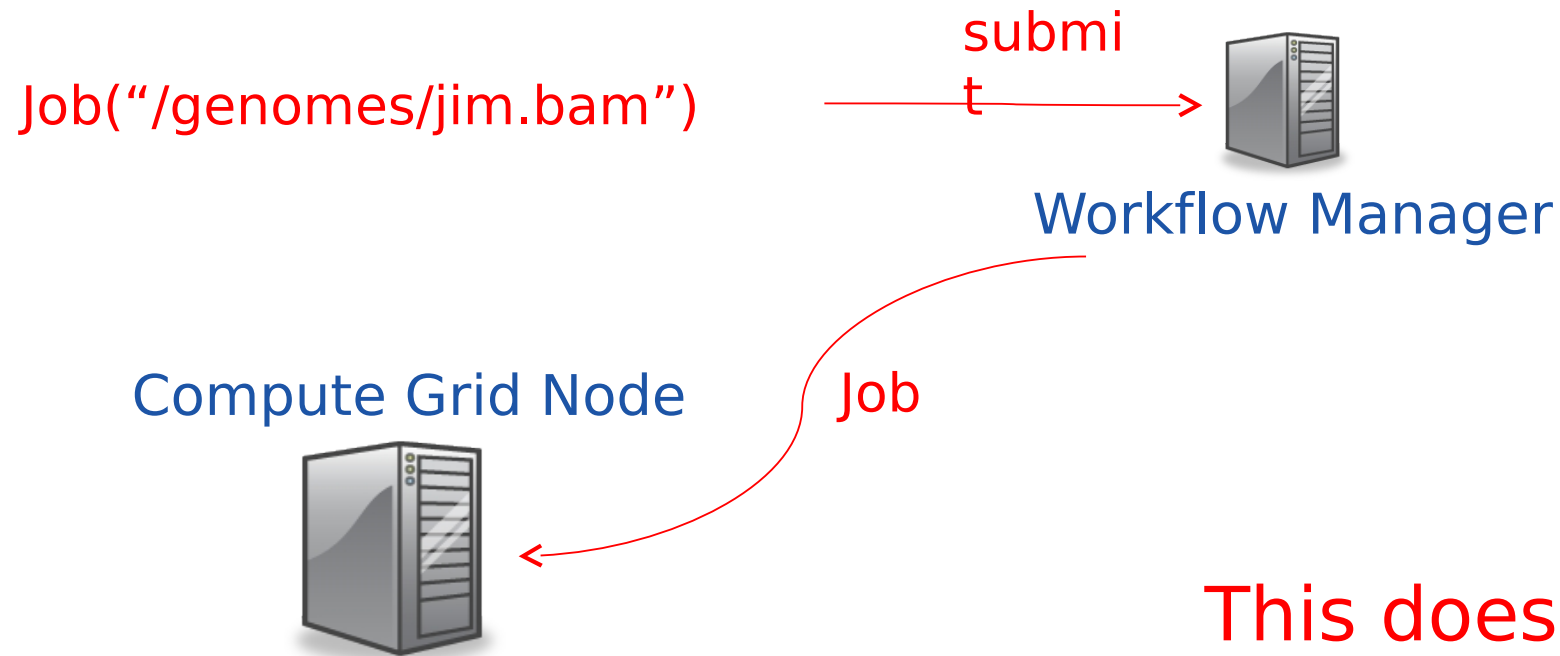 submi
t
Job(“/genomes/jim.bam”)
Workflow Manager
Job
Compute Grid Node
This does